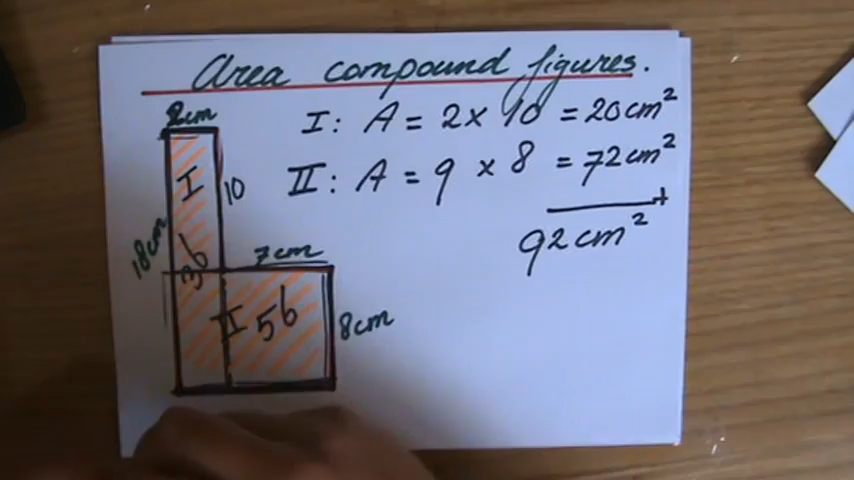 Area compound figures.
2cm
I: A = 2 x 10 = 20cm²
I
10
II: A = 9 x 8 = 72cm²
+
18cm
92cm²
36
7cm
II 56
8cm